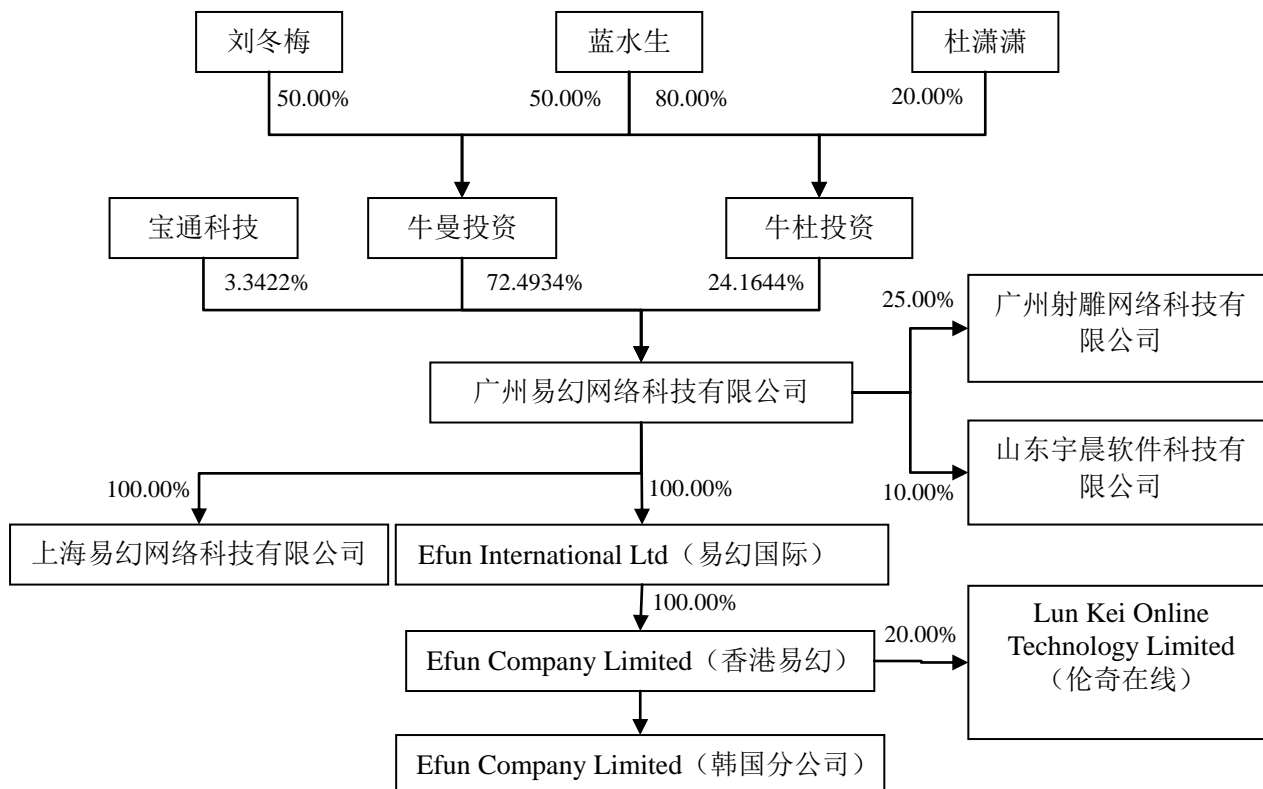 刘冬梅
蓝水生
杜潇潇
50.00%
50.00%
80.00%
20.00%
宝通科技
牛曼投资
牛杜投资
3.3422%
72.4934%
24.1644%
25.00%
广州射雕网络科技有
限公司
广州易幻网络科技有限公司
山东宇晨软件科技有
限公司
10.00%
100.00%
100.00%
上海易幻网络科技有限公司
Efun International Ltd（易幻国际）
100.00%
Efun Company Limited（香港易幻）
20.00%
Lun Kei Online
Technology Limited
（伦奇在线）
Efun Company Limited（韩国分公司）